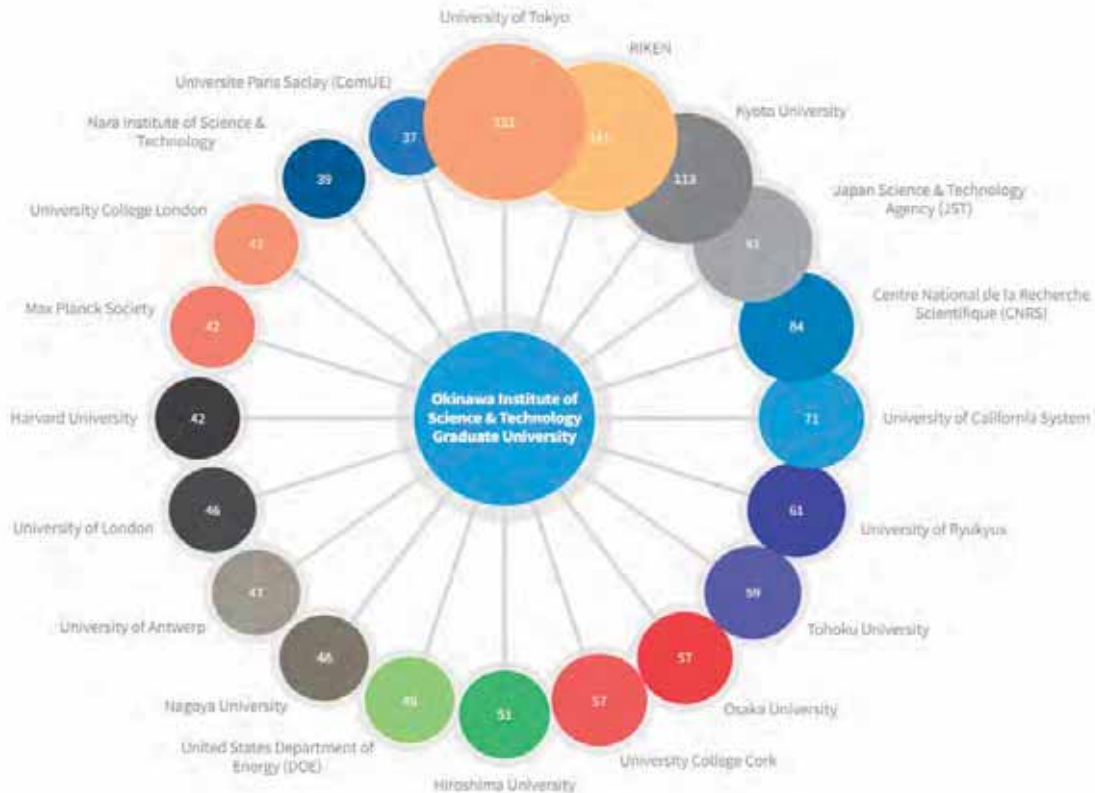 University of Tokyo
RIKEN
141
Kyoto University
113
Japan Science & Technology
Agency (JST)
Centre National de la Recherche
Scientifique (CNRS)
84
University of California System
71
University of Ryukyus
61
Tohoku University
59
Osaka University
57
University College Cork
57
Hiroshima University
51
United States Department of
Energy (DOE)
Nagoya University
48
University of Antwerp
University of London
46
Harvard University
42
Max Planck Society
42
University College London
Nara Institute of Science &
Technology
39
Universite Paris Saclay (ComUE)
37
Okinawa Institute of
Science & Technology
Graduate University